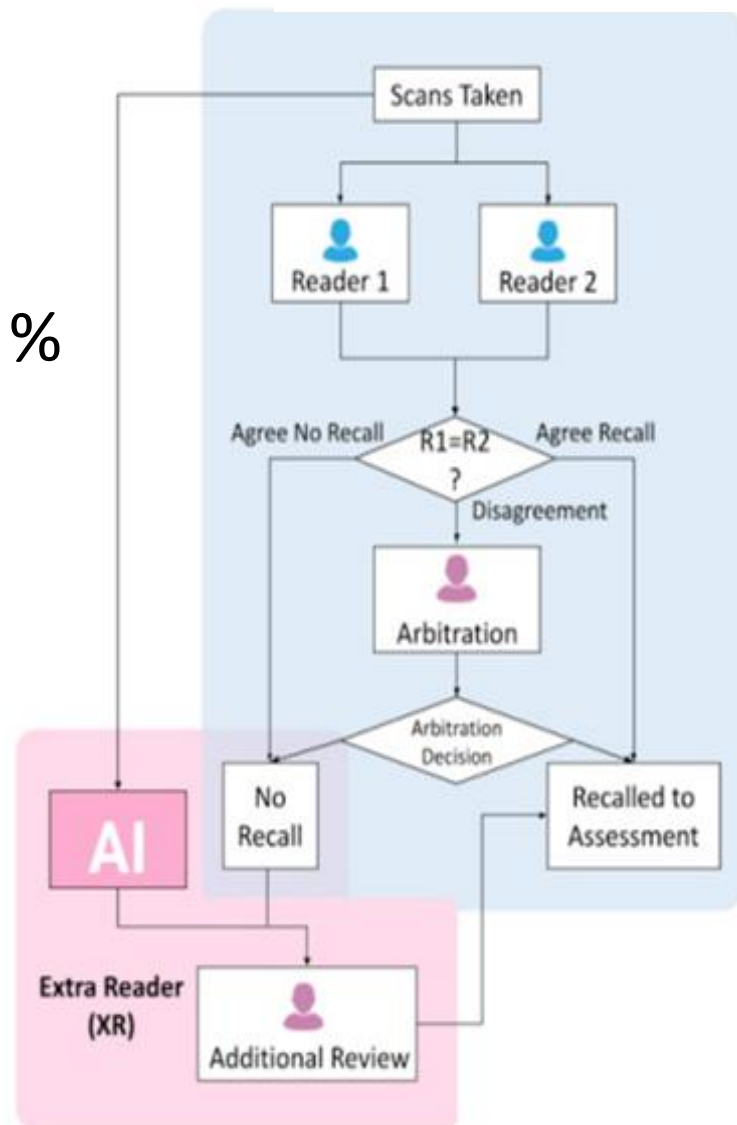 Scans Taken
Reader 1
Reader 2
%
Agree No Recall
R1=R2
?
Agree Recall
Disagreement
Arbitration
Arbitration
Decision
No
Recall
Recalled to
Assessment
AI
Extra Reader
(XR)
Additional Review